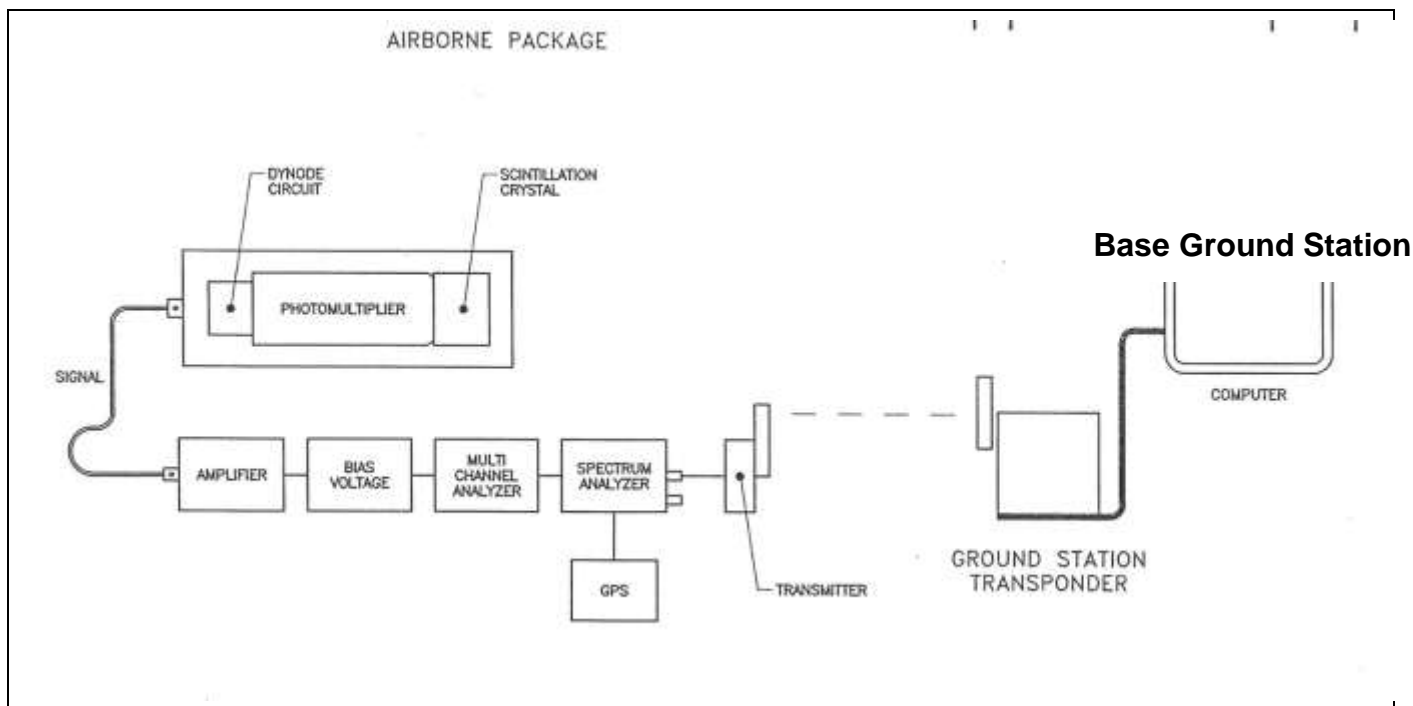 AIRBORNE PACKAGE
DYNODE
CIRCUIT
SCINTILLATION
CRYSTAL
Base Ground Station
PHOTOMULTIPLIER
SIGNAL
COMPUTER
AMPLIFIER
BIAS
VOLTAGE
MULTI
CHANNEL
ANALYZER
SPECTRUM
ANALYZER
GROUND STATION
TRANSPONDER
GPS
TRANSMITTER